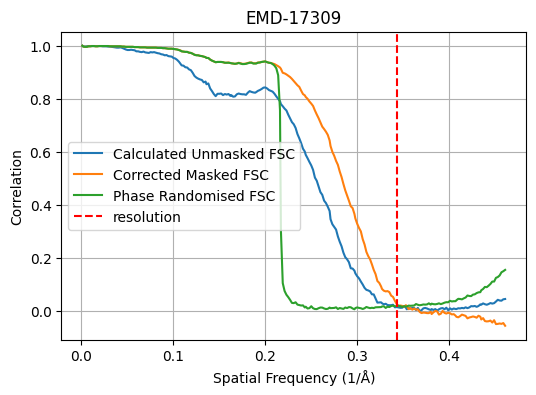 EMD-17309
1.0
0.8
0.6
0.4
0.2
0.0
Correlation
Calculated Unmasked FSC
Corrected Masked FSC
Phase Randomised FSC
resolution
0.0 0.1 0.2 0.3 0.4
Spatial Frequency (1/Å)